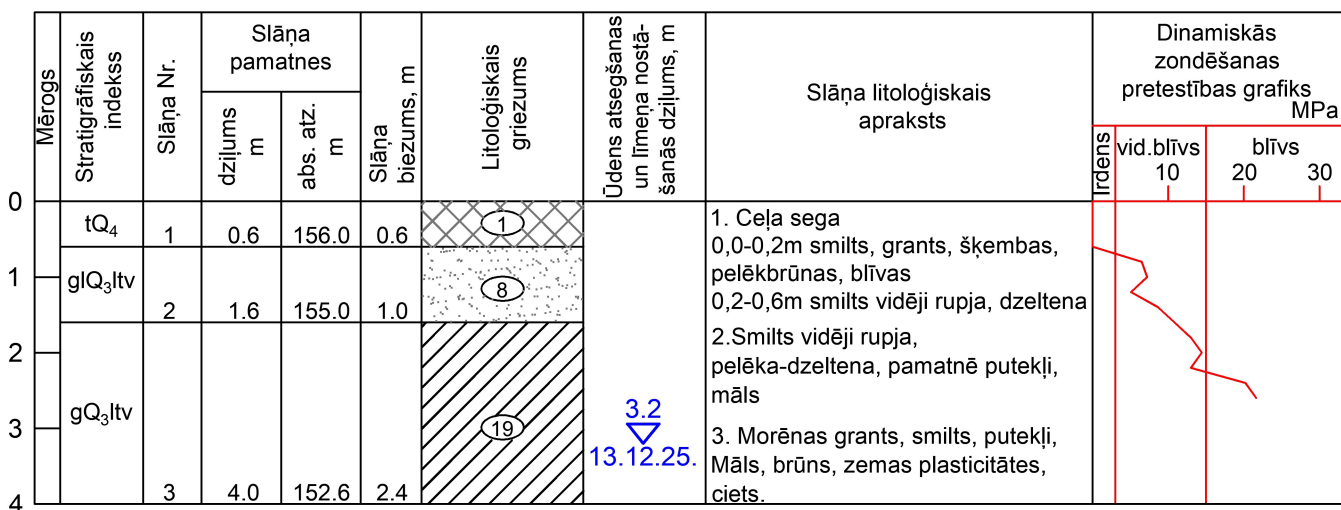 Mērogs
Stratigrāfiskais
indekss
Slāņa Nr.
Slāņa
pamatnes
dziļums
m
abs. atz.
m
Slāņa
biezums, m
Litoloģiskais
griezums
Ūdens atsegšanas
un līmeņa nostā-
šanās dziļums, m
Slāņa litoloģiskais
apraksts
Dinamiskās
zondēšanas
pretestības grafiks
MPa
Irdens
vid.blīvs
blīvs
10
20
30
0
1
2
3
4
tQ₄
1
0.6
156.0
0.6
1
glQ₃ltv
2
1.6
155.0
1.0
8
gQ₃ltv
3
4.0
152.6
2.4
19
3.2
13.12.25.
1. Ceļa sega
0,0-0,2m smilts, grants, šķembas,
pelēkbrūnas, blīvas
0,2-0,6m smilts vidēji rupja, dzeltena
2.Smilts vidēji rupja,
pelēka-dzeltena, pamatnē putekļi,
māls
3. Morēnas grants, smilts, putekļi,
Māls, brūns, zemas plasticitātes,
ciets.